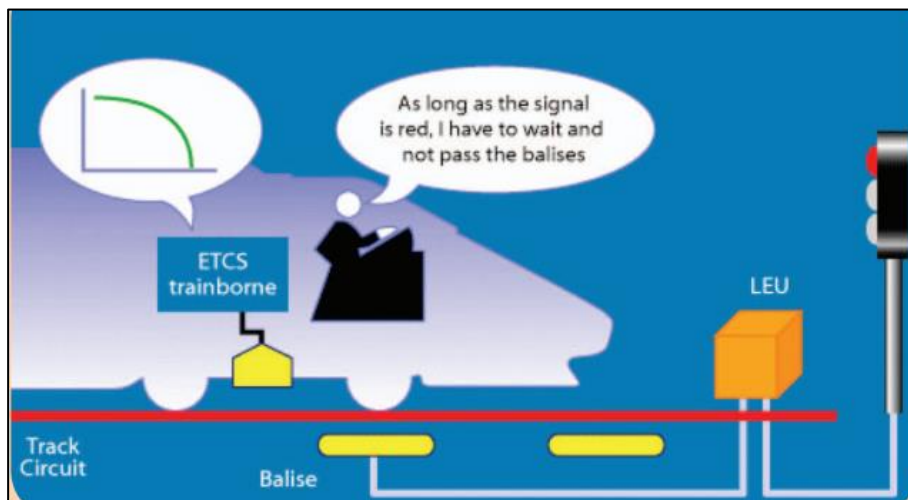 As long as the signal
is red, I have to wait and
not pass the balises
ETCS
trainborne
LEU
Track
Circuit
Balise